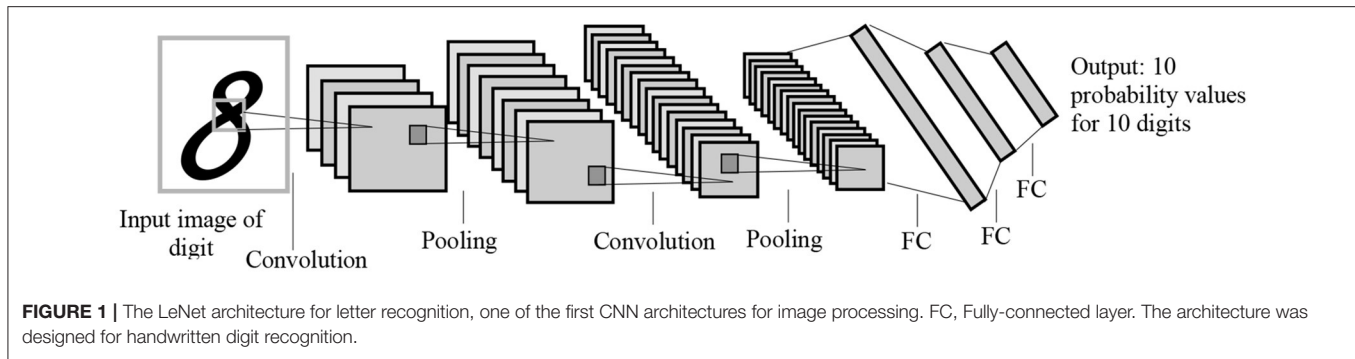 Output: 10
probability values
for 10 digits
Input image of
digit
Convolution
Pooling
Convolution
Pooling
FC
FC
FC
FIGURE 1 | The LeNet architecture for letter recognition, one of the first CNN architectures for image processing. FC, Fully-connected layer. The architecture was
designed for handwritten digit recognition.